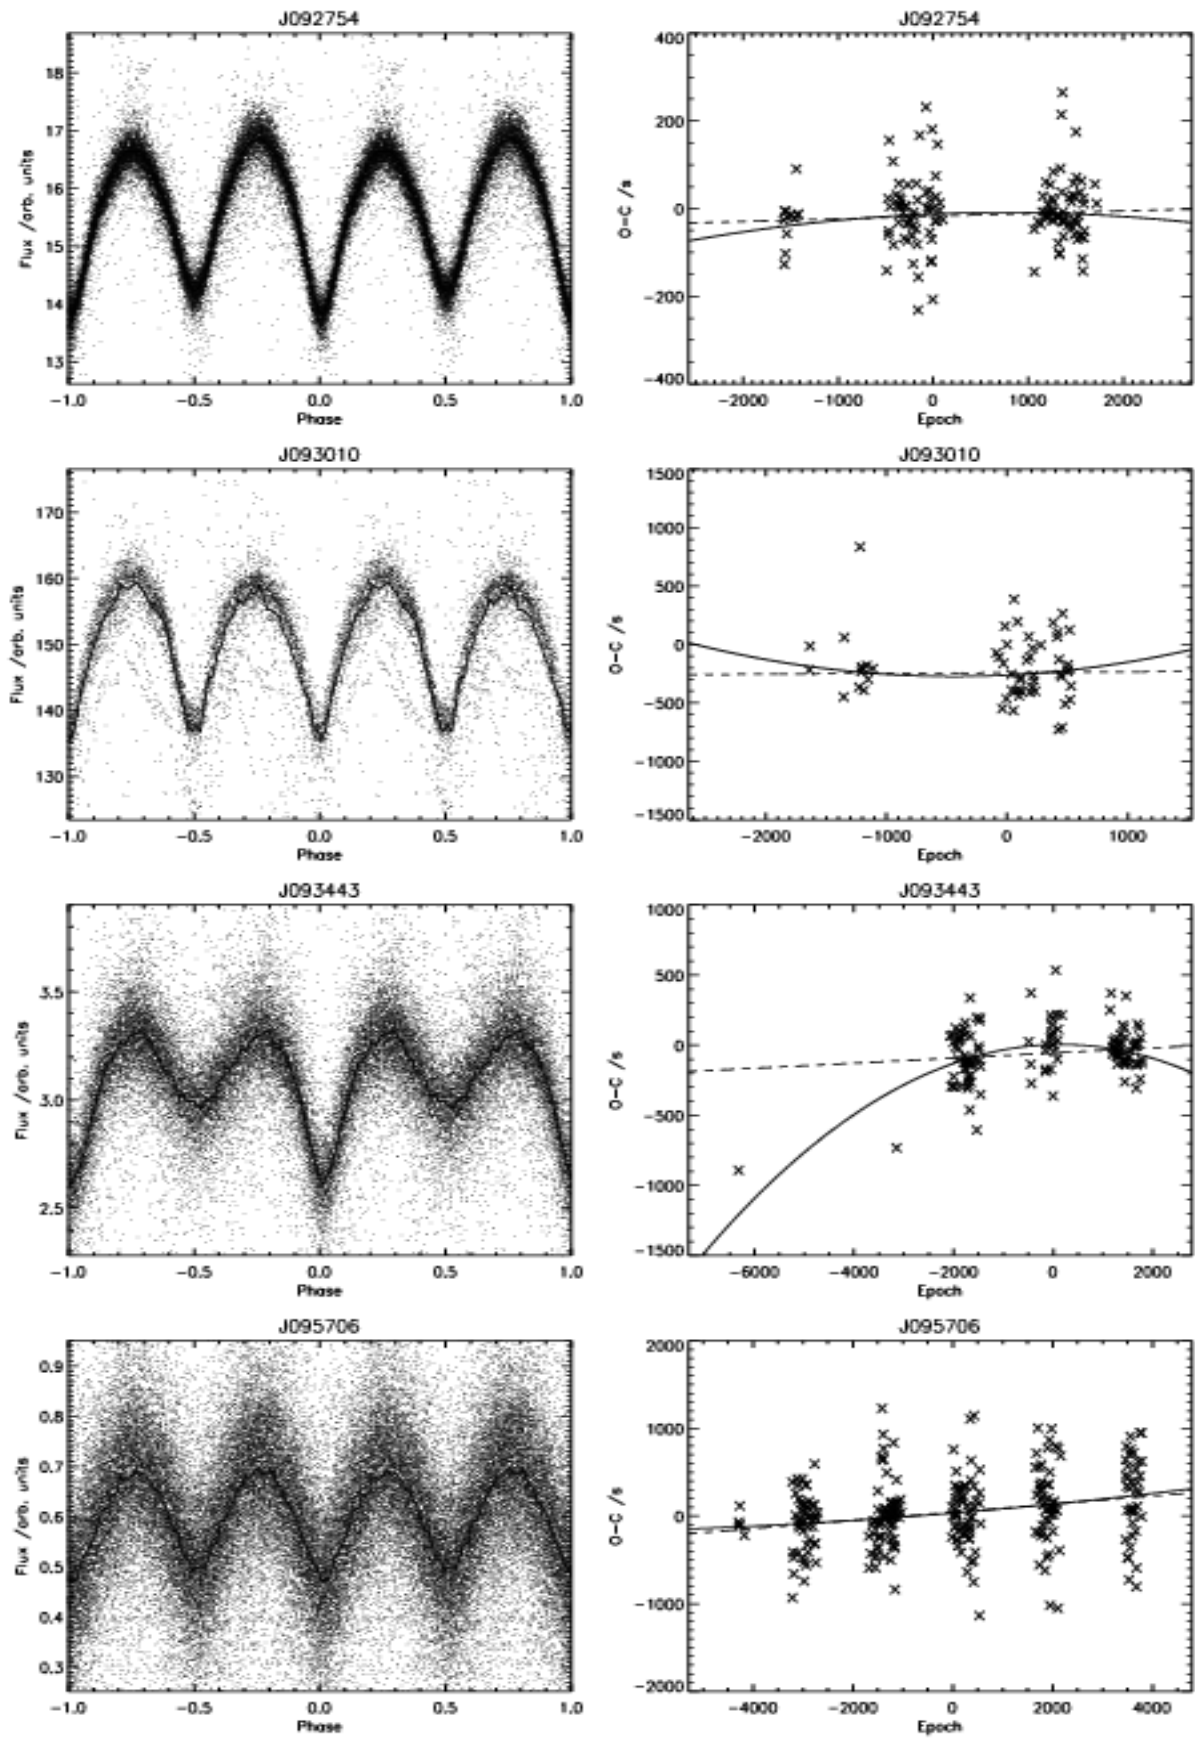 J092754 J092754
18
17
16
15
14
13
Flux /arb. units
-1.0 -0.5 0.0 0.5 1.0
Phase
400
200
0
-200
-400
O-C /s
-2000 -1000 0 1000 2000
Epoch
J093010 J093010
170
160
150
140
130
Flux /arb. units
-1.0 -0.5 0.0 0.5 1.0
Phase
1500
1000
500
0
-500
-1000
-1500
O-C /s
-2000 -1000 0 1000
Epoch
J093443 J093443
3.5
3.0
2.5
Flux /arb. units
-1.0 -0.5 0.0 0.5 1.0
Phase
1000
500
0
-500
-1000
-1500
O-C /s
-6000 -4000 -2000 0 2000
Epoch
J095706 J095706
0.9
0.8
0.7
0.6
0.5
0.4
0.3
Flux /arb. units
-1.0 -0.5 0.0 0.5 1.0
Phase
2000
1000
0
-1000
-2000
O-C /s
-4000 -2000 0 2000 4000
Epoch